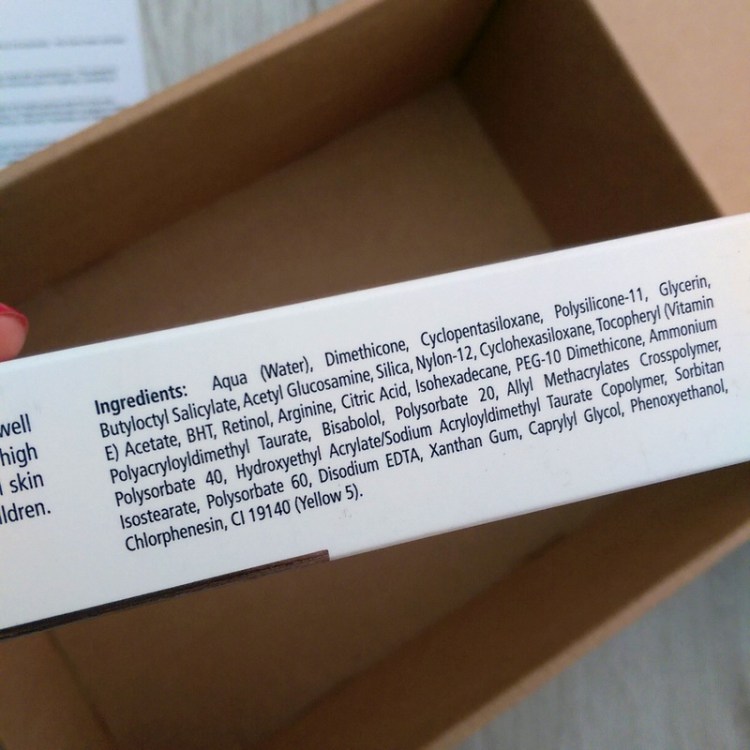 well
high
skin
ldren.
Ingredients: Aqua (Water), Dimethicone, Cyclopentasiloxane, Polysilicone-11, Glycerin,
Butyloctyl Salicylate, Acetyl Glucosamine, Silica, Nylon-12, Cyclohexasiloxane, Tocopheryl (Vitamin
E) Acetate, BHT, Retinol, Arginine, Citric Acid, Isohexadecane, PEG-10 Dimethicone, Ammonium
Polyacryloyldimethyl Taurate, Bisabolol, Polysorbate 20, Allyl Methacrylates Crosspolymer,
Polysorbate 40, Hydroxyethyl Acrylate/Sodium Acryloyldimethyl Taurate Copolymer, Sorbitan
Isostearate, Polysorbate 60, Disodium EDTA, Xanthan Gum, Caprylyl Glycol, Phenoxyethanol,
Chlorphenesin, CI 19140 (Yellow 5).